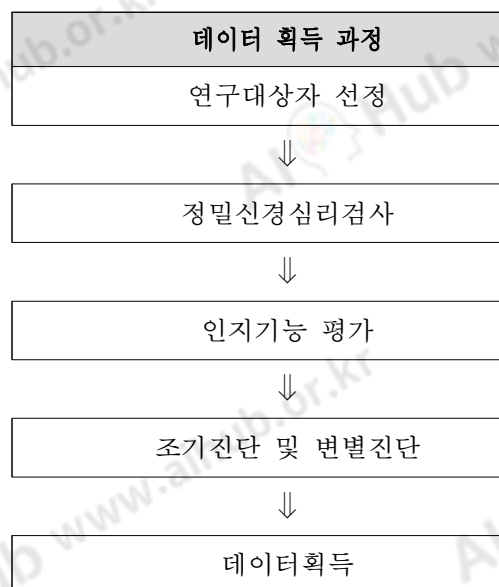 데이터 획득 과정
연구대상자 선정
⇓
정밀신경심리검사
⇓
인지기능 평가
⇓
조기진단 및 변별진단
⇓
데이터획득